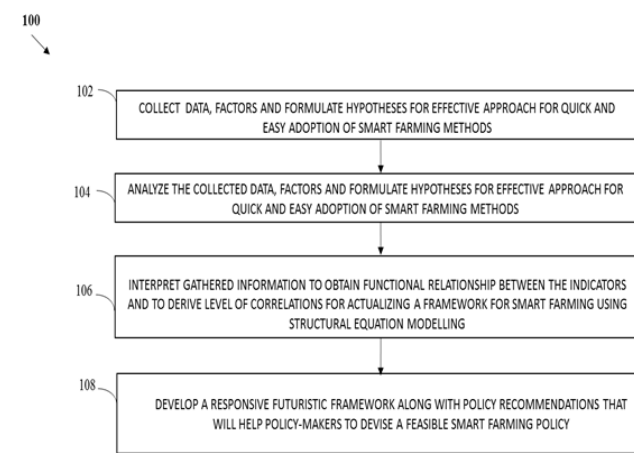 100
102
COLLECT DATA, FACTORS AND FORMULATE HYPOTHESES FOR EFFECTIVE APPROACH FOR QUICK AND
EASY ADOPTION OF SMART FARMING METHODS
104
ANALYZE THE COLLECTED DATA, FACTORS AND FORMULATE HYPOTHESES FOR EFFECTIVE APPROACH FOR
QUICK AND EASY ADOPTION OF SMART FARMING METHODS
106
INTERPRET GATHERED INFORMATION TO OBTAIN FUNCTIONAL RELATIONSHIP BETWEEN THE INDICATORS
AND TO DERIVE LEVEL OF CORRELATIONS FOR ACTUALIZING A FRAMEWORK FOR SMART FARMING USING
STRUCTURAL EQUATION MODELLING
108
DEVELOP A RESPONSIVE FUTURISTIC FRAMEWORK ALONG WITH POLICY RECOMMENDATIONS THAT
WILL HELP POLICY-MAKERS TO DEVISE A FEASIBLE SMART FARMING POLICY